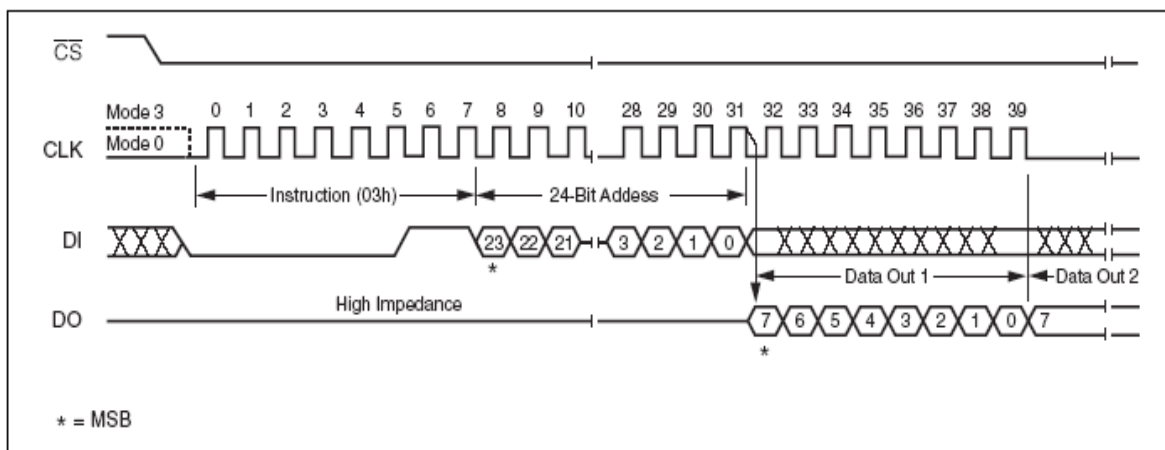 CS
Mode 3 0 1 2 3 4 5 6 7 8 9 10 28 29 30 31 32 33 34 35 36 37 38 39
CLK Mode 0
Instruction (03h) 24-Bit Addess
DI 23 22 21 3 2 1 0
* Data Out 1 Data Out 2
High Impedance
DO 7 6 5 4 3 2 1 0 7
*
* = MSB